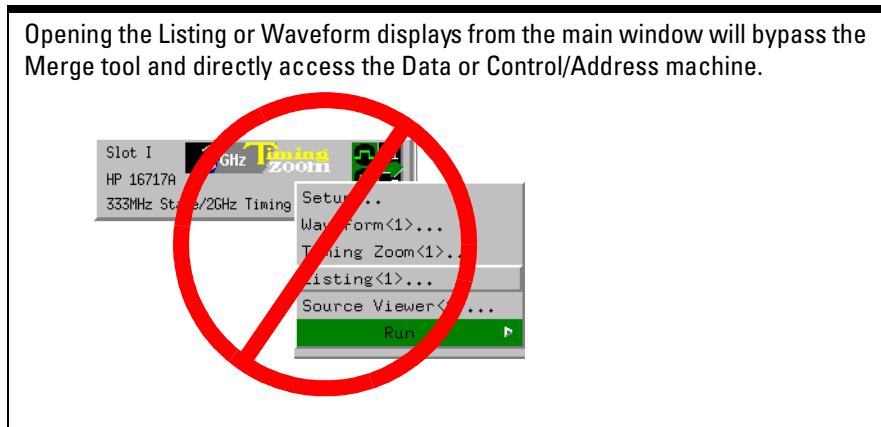 Opening the Listing or Waveform displays from the main window will bypass the
Merge tool and directly access the Data or Control/Address machine.
Slot I
GHz Timing
zoom
HP 16717A
333MHz State/2GHz Timing
Setup...
Waveform<1>...
Timing Zoom<1>...
Listing<1>...
Source Viewer<1>...
Run